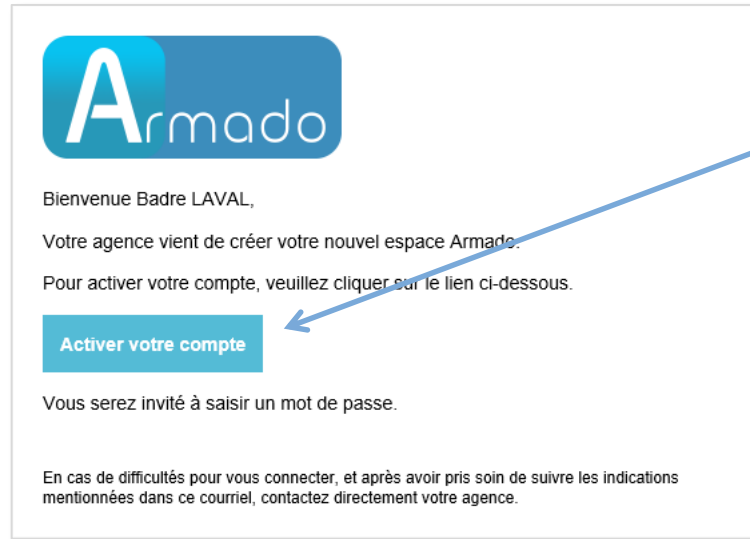 Armado
Bienvenue Badre LAVAL,
Votre agence vient de créer votre nouvel espace Armado.
Pour activer votre compte, veuillez cliquer sur le lien ci-dessous.
Activer votre compte
Vous serez invité à saisir un mot de passe.
En cas de difficultés pour vous connecter, et après avoir pris soin de suivre les indications
mentionnées dans ce courriel, contactez directement votre agence.